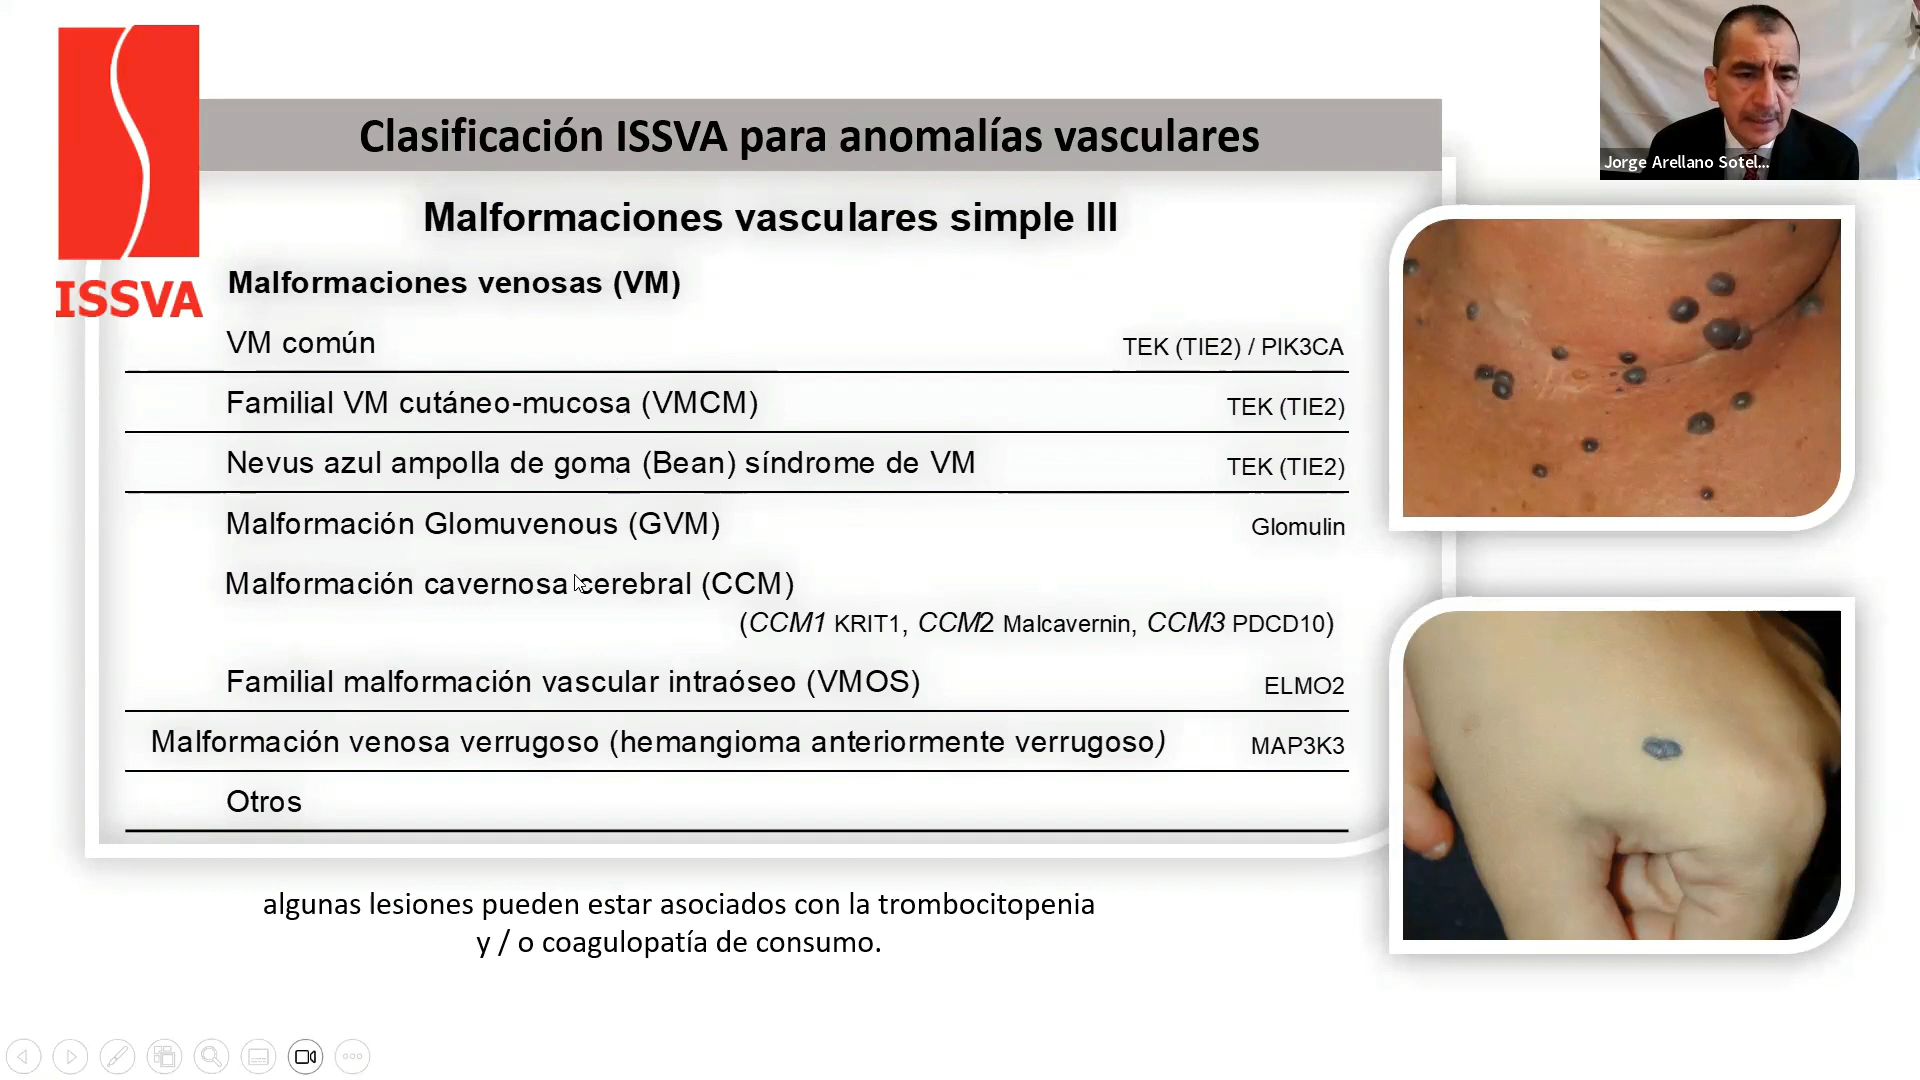 ISSVA
Clasificación ISSVA para anomalías vasculares
Jorge Arellano Sotel...
Malformaciones vasculares simple III
Malformaciones venosas (VM)
VM común TEK (TIE2) / PIK3CA
Familial VM cutáneo-mucosa (VMCM) TEK (TIE2)
Nevus azul ampolla de goma (Bean) síndrome de VM TEK (TIE2)
Malformación Glomuvenous (GVM) Glomulin
Malformación cavernosa cerebral (CCM)
(CCM1 KRIT1, CCM2 Malcavernin, CCM3 PDCD10)
Familial malformación vascular intraóseo (VMOS) ELMO2
Malformación venosa verrugoso (hemangioma anteriormente verrugoso) MAP3K3
Otros
algunas lesiones pueden estar asociados con la trombocitopenia
y / o coagulopatía de consumo.